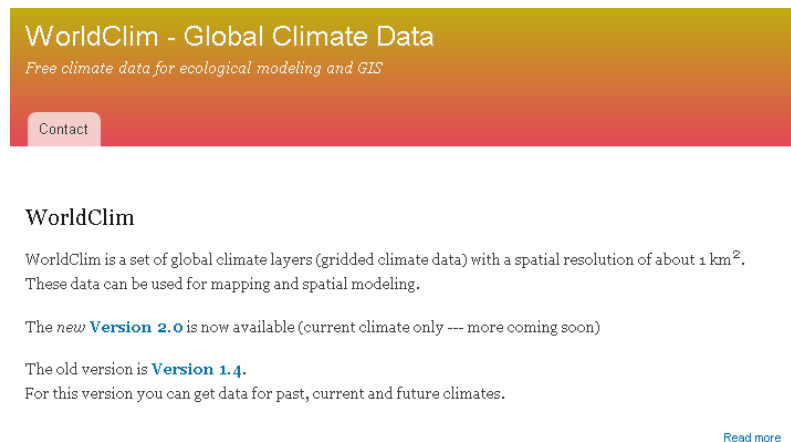 WorldClim - Global Climate Data
Free climate data for ecological modeling and GIS
Contact
WorldClim
WorldClim is a set of global climate layers (gridded climate data) with a spatial resolution of about 1 km².
These data can be used for mapping and spatial modeling.
The new Version 2.0 is now available (current climate only --- more coming soon)
The old version is Version 1.4.
For this version you can get data for past, current and future climates.
Read more